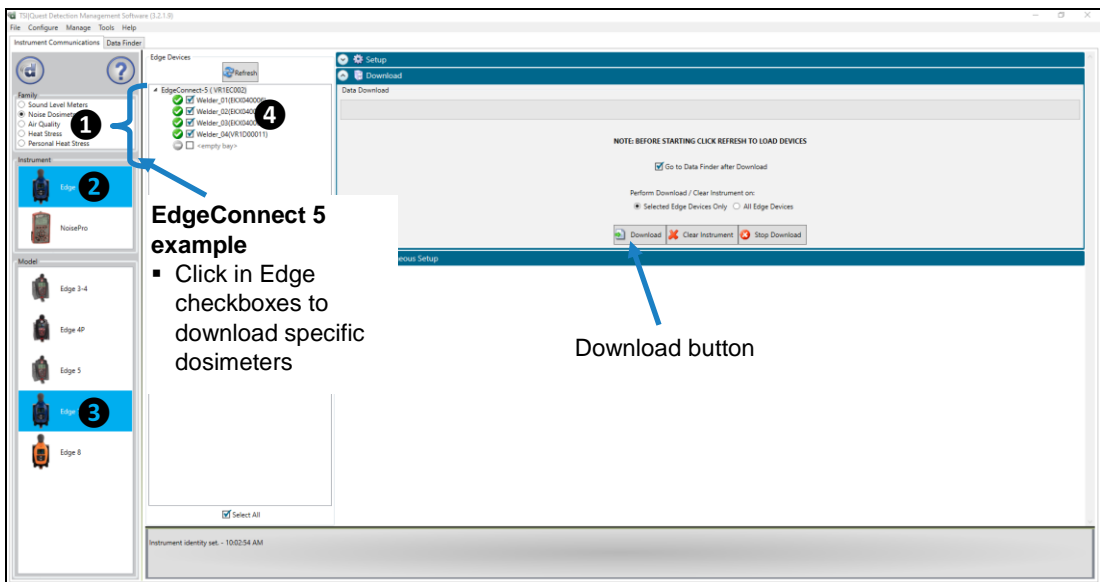 TSI|Quest Detection Management Software (3.2.1.9)
File Configure Manage Tools Help
Instrument Communications Data Finder
Family
Sound Level Meters
Noise Dosimete
Air Quality
Heat Stress
Personal Heat Stress
1
Instrument
Edge
2
NoisePro
Model
Edge 3-4
Edge 4P
Edge 5
Edge
3
Edge 8
Edge Devices
Refresh
EdgeConnect-5 ( VR1EC002)
Welder_01(EKX040006)
Welder_02(EKX0400
Welder_03(EKX0400
Welder_04(VR1D00011)
<empty bay>
4
EdgeConnect 5
example
▪ Click in Edge
checkboxes to
download specific
dosimeters
Select All
Setup
Download
Data Download
NOTE: BEFORE STARTING CLICK REFRESH TO LOAD DEVICES
Go to Data Finder after Download
Perform Download / Clear Instrument on:
Selected Edge Devices Only All Edge Devices
Download Clear Instrument Stop Download
eous Setup
Download button
Instrument identity set. - 10:02:54 AM